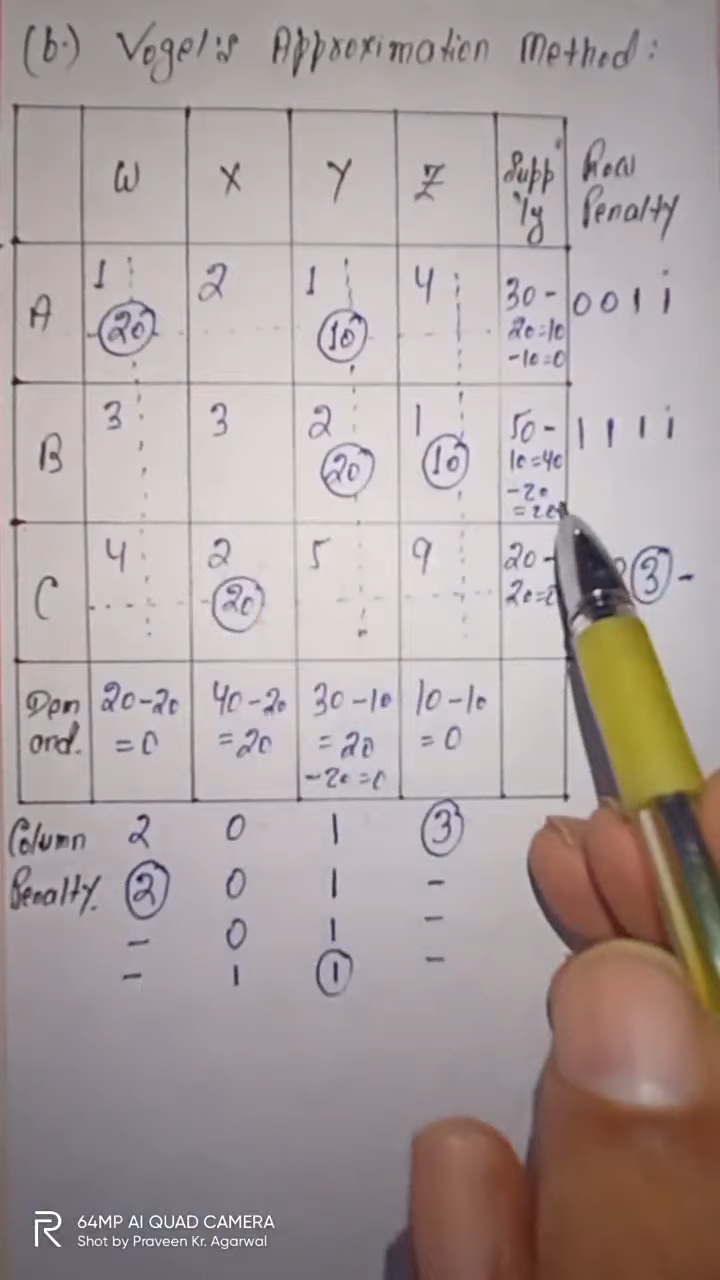 (b.) Vogel's Approximation Method:
W X Y Z Supp Row
'ly Penalty
1 2 1 4 30-
A 20 10 20=10 0 0 1 1
-10=0
3 3 2 1 50- 1 1 1 1
B 20 10 10=40
-20
=20
4 2 5 9 20-
C 20 20= 3 -
Dem 20-20 40-20 30-10 10-10
and. =0 =20 =20 =0
-20=0
Column 2 0 1 3
Penalty. 2 0 1 -
- 0 1 -
- 1 1 -
64MP AI QUAD CAMERA
Shot by Praveen Kr. Agarwal